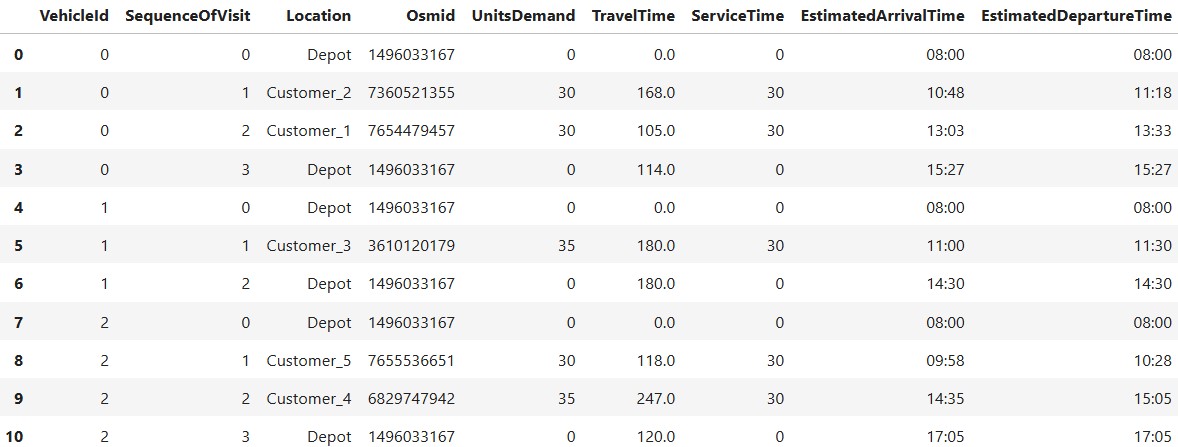 VehicleId SequenceOfVisit Location Osmid UnitsDemand TravelTime ServiceTime EstimatedArrivalTime EstimatedDepartureTime
0 0 0 Depot 1496033167 0 0.0 0 08:00 08:00
1 0 1 Customer_2 7360521355 30 168.0 30 10:48 11:18
2 0 2 Customer_1 7654479457 30 105.0 30 13:03 13:33
3 0 3 Depot 1496033167 0 114.0 0 15:27 15:27
4 1 0 Depot 1496033167 0 0.0 0 08:00 08:00
5 1 1 Customer_3 3610120179 35 180.0 30 11:00 11:30
6 1 2 Depot 1496033167 0 180.0 0 14:30 14:30
7 2 0 Depot 1496033167 0 0.0 0 08:00 08:00
8 2 1 Customer_5 7655536651 30 118.0 30 09:58 10:28
9 2 2 Customer_4 6829747942 35 247.0 30 14:35 15:05
10 2 3 Depot 1496033167 0 120.0 0 17:05 17:05